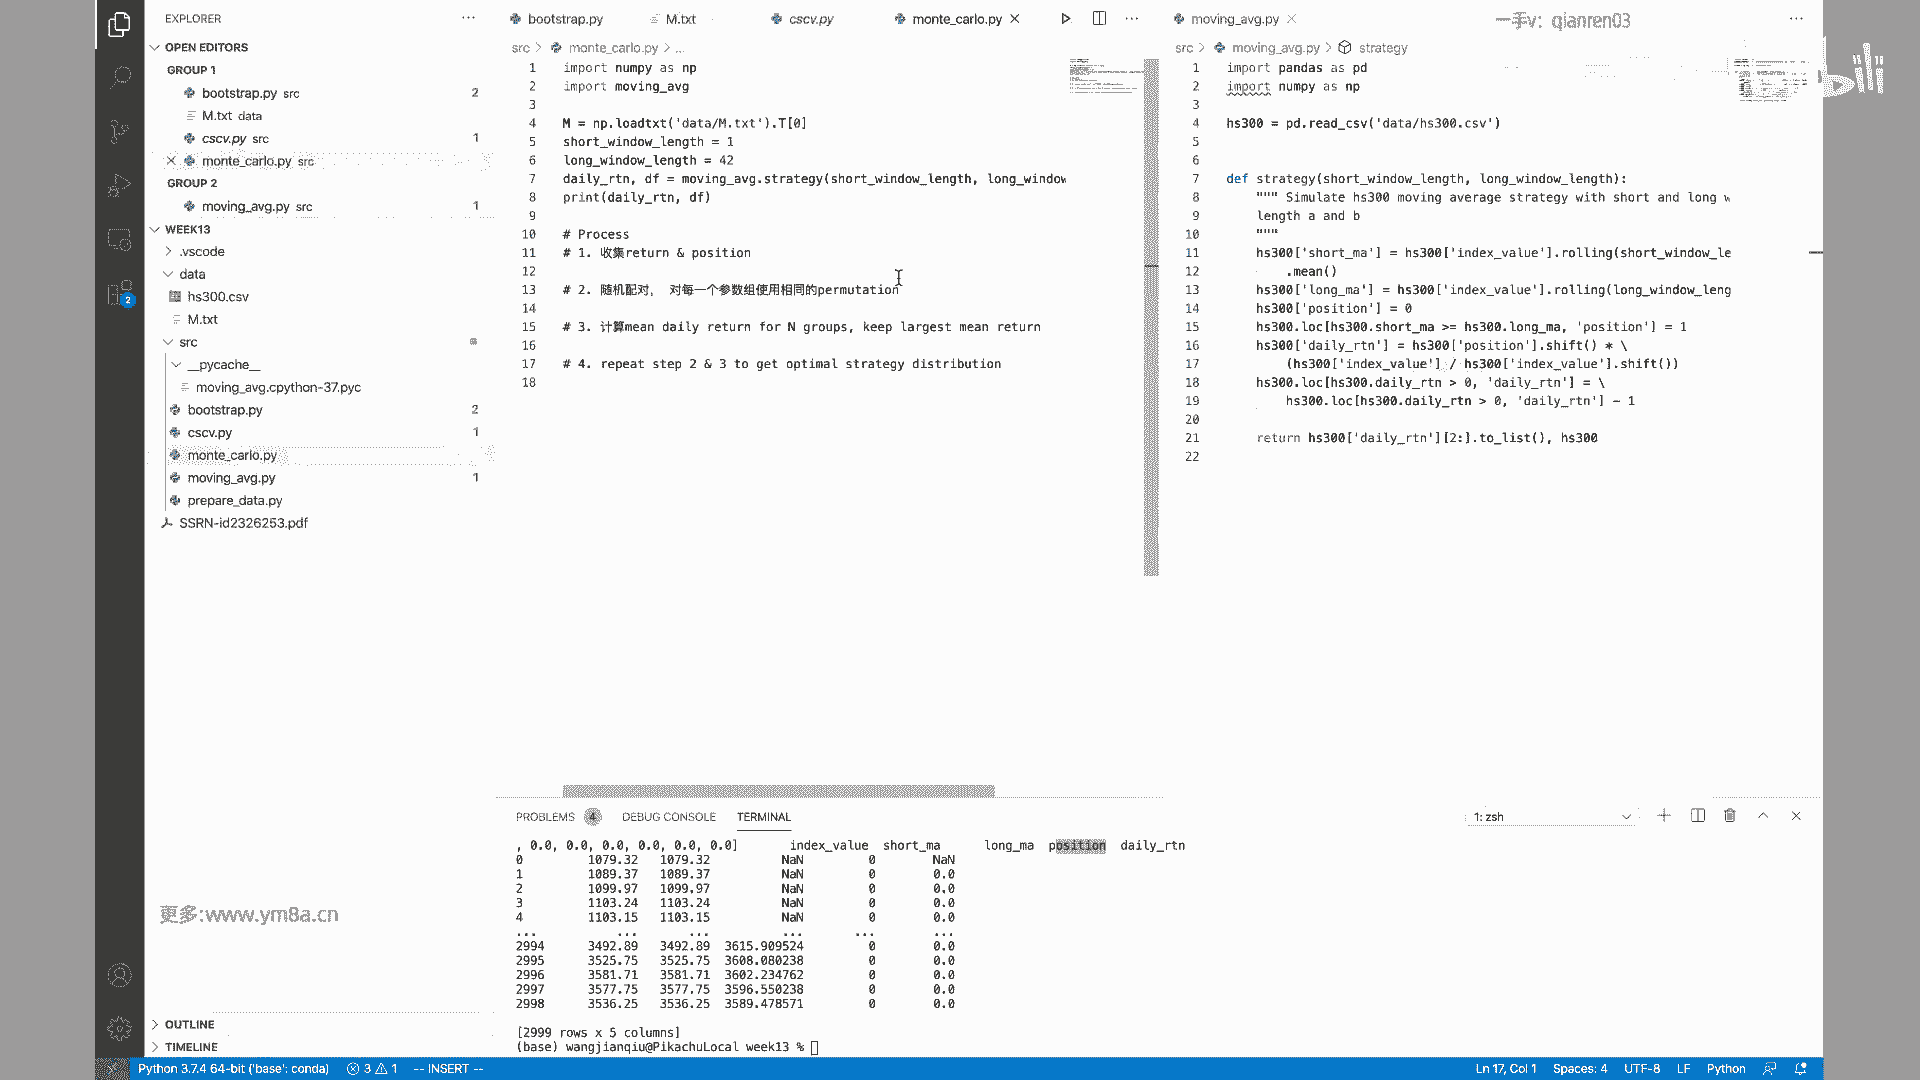 EXPLORER
OPEN EDITORS
GROUP 1
bootstrap.py src 2
M.txt data
cscv.py src 1
monte_carlo.py src
GROUP 2
moving_avg.py src 1
WEEK13
.vscode
data
hs300.csv
M.txt
src
__pycache__
moving_avg.cpython-37.pyc
bootstrap.py 2
cscv.py 1
monte_carlo.py
moving_avg.py 1
prepare_data.py
SSRN-id2326253.pdf
更多:www.ym8a.cn
OUTLINE
TIMELINE
2
bootstrap.py M.txt cscv.py monte_carlo.py
src > monte_carlo.py > ...
1 import numpy as np
2 import moving_avg
3
4 M = np.loadtxt('data/M.txt').T[0]
5 short_window_length = 1
6 long_window_length = 42
7 daily_rtn, df = moving_avg.strategy(short_window_length, long_window
8 print(daily_rtn, df)
9
10 # Process
11 # 1. 收集return & position
12
13 # 2. 随机配对， 对每一个参数组使用相同的permutation
14
15 # 3. 计算mean daily return for N groups, keep largest mean return
16
17 # 4. repeat step 2 & 3 to get optimal strategy distribution
18
moving_avg.py
一手v: qianren03
src > moving_avg.py > strategy
1 import pandas as pd
2 import numpy as np
3
4 hs300 = pd.read_csv('data/hs300.csv')
5
6
7 def strategy(short_window_length, long_window_length):
8 """ Simulate hs300 moving average strategy with short and long w
9 length a and b
10 """
11 hs300['short_ma'] = hs300['index_value'].rolling(short_window_le
12 .mean()
13 hs300['long_ma'] = hs300['index_value'].rolling(long_window_leng
14 hs300['position'] = 0
15 hs300.loc[hs300.short_ma >= hs300.long_ma, 'position'] = 1
16 hs300['daily_rtn'] = hs300['position'].shift() * \
17 (hs300['index_value'] / hs300['index_value'].shift())
18 hs300.loc[hs300.daily_rtn > 0, 'daily_rtn'] = \
19 hs300.loc[hs300.daily_rtn > 0, 'daily_rtn'] - 1
20
21 return hs300['daily_rtn'][2:].to_list(), hs300
22
bili
PROBLEMS 4 DEBUG CONSOLE TERMINAL 1: zsh
, 0.0, 0.0, 0.0, 0.0, 0.0, 0.0] index_value short_ma long_ma position daily_rtn
0 1079.32 1079.32 NaN 0 NaN
1 1089.37 1089.37 NaN 0 0.0
2 1099.97 1099.97 NaN 0 0.0
3 1103.24 1103.24 NaN 0 0.0
4 1103.15 1103.15 NaN 0 0.0
... ... ... ... ... ...
2994 3492.89 3492.89 3615.909524 0 0.0
2995 3525.75 3525.75 3608.080238 0 0.0
2996 3581.71 3581.71 3602.234762 0 0.0
2997 3577.75 3577.75 3596.550238 0 0.0
2998 3536.25 3536.25 3589.478571 0 0.0
[2999 rows x 5 columns]
(base) wangjianqiu@PikachuLocal week13 %
Python 3.7.4 64-bit ('base': conda) 3 1 -- INSERT -- Ln 17, Col 1 Spaces: 4 UTF-8 LF Python